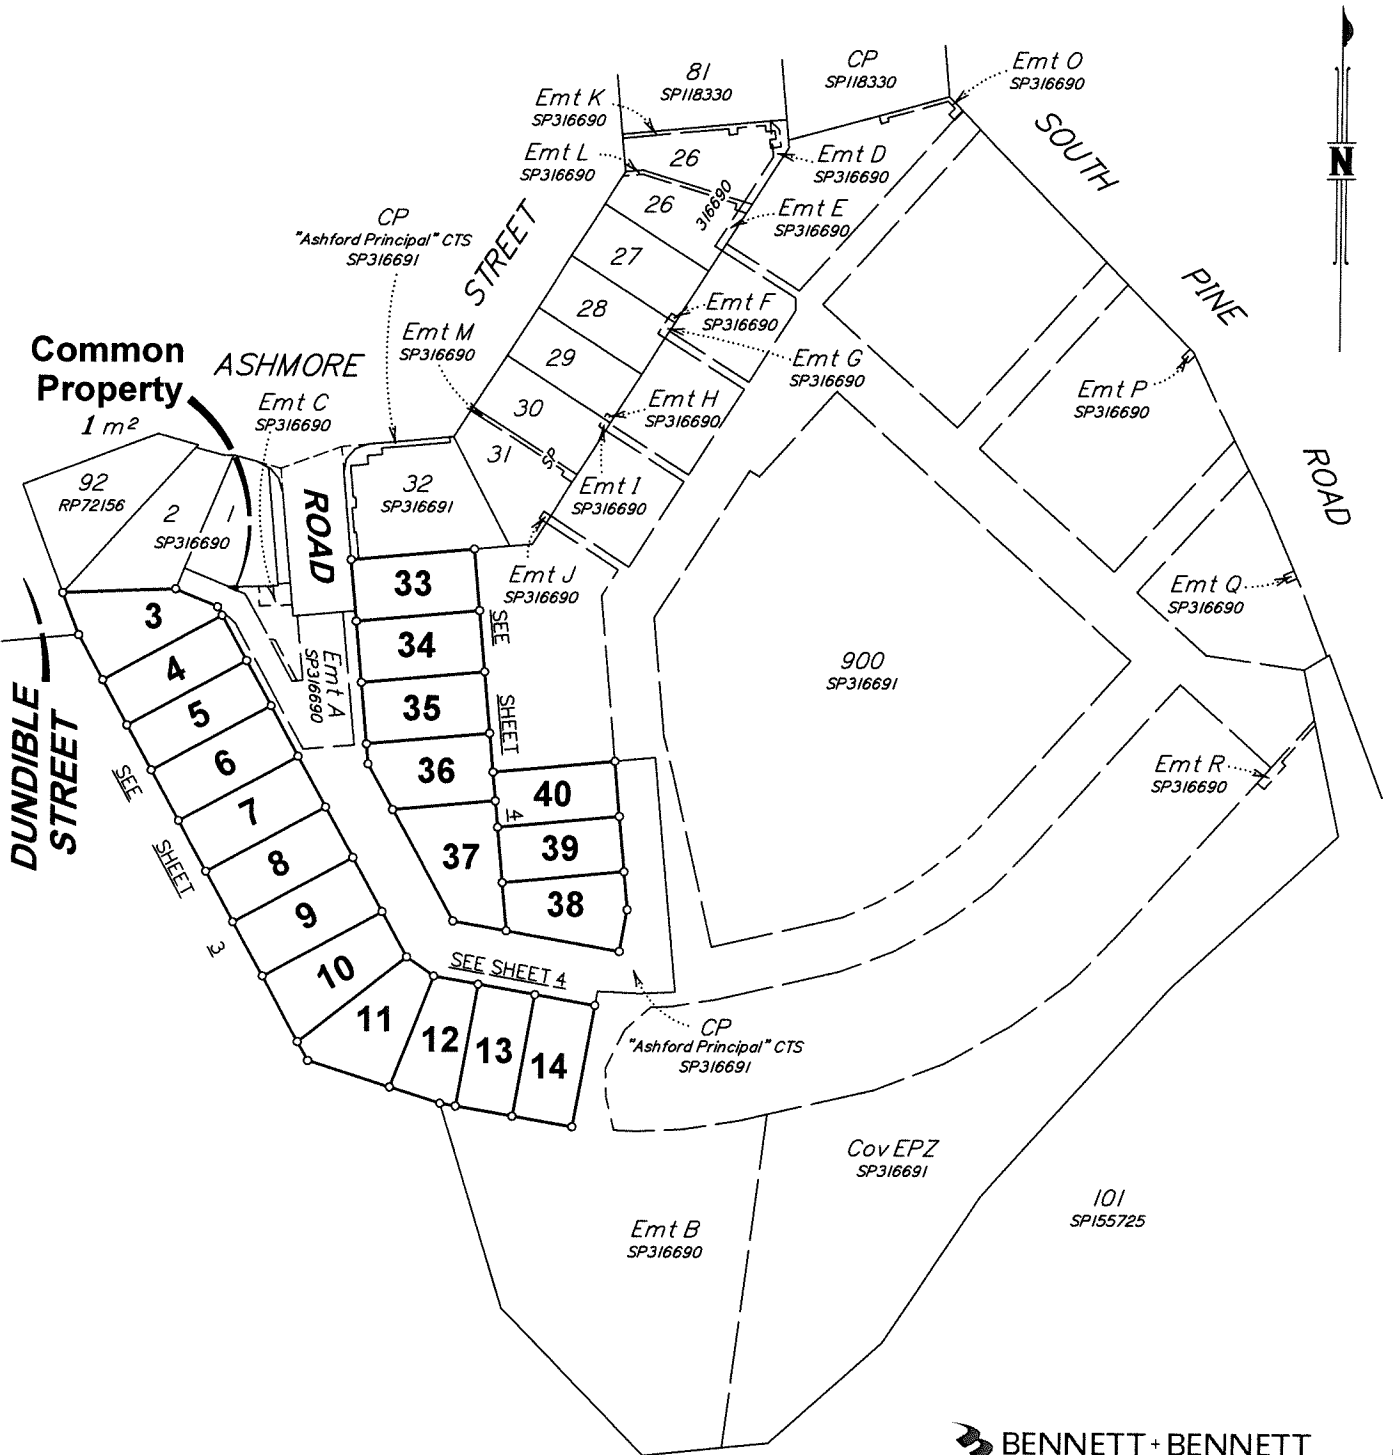 81
SP118330
CP
SP118330
Emt O
SP316690
Emt K
SP316690
Emt L
SP316690
26
Emt D
SP316690
SOUTH
26
316690
Emt E
SP316690
CP
"Ashford Principal" CTS
SP316691
STREET
27
PINE
28
Emt F
SP316690
Emt M
SP316690
29
Emt G
SP316690
Common
Property
ASHMORE
Emt C
SP316690
30
Emt H
SP316690
Emt P
SP316690
1 m²
31
SP
ROAD
92
RP72156
2
SP316690
1
ROAD
32
SP316691
Emt I
SP316690
33
Emt J
SP316690
Emt Q
SP316690
3
SEE
34
4
Emt A
SP316690
900
SP316691
5
35
SHEET
DUNDIBLE
STREET
6
36
40
Emt R
SP316690
SEE
7
4
SHEET
8
37
39
9
38
3
10
SEE SHEET 4
11
12
13
14
CP
"Ashford Principal" CTS
SP316691
Cov EPZ
SP316691
101
SP155725
Emt B
SP316690
BENNETT + BENNETT